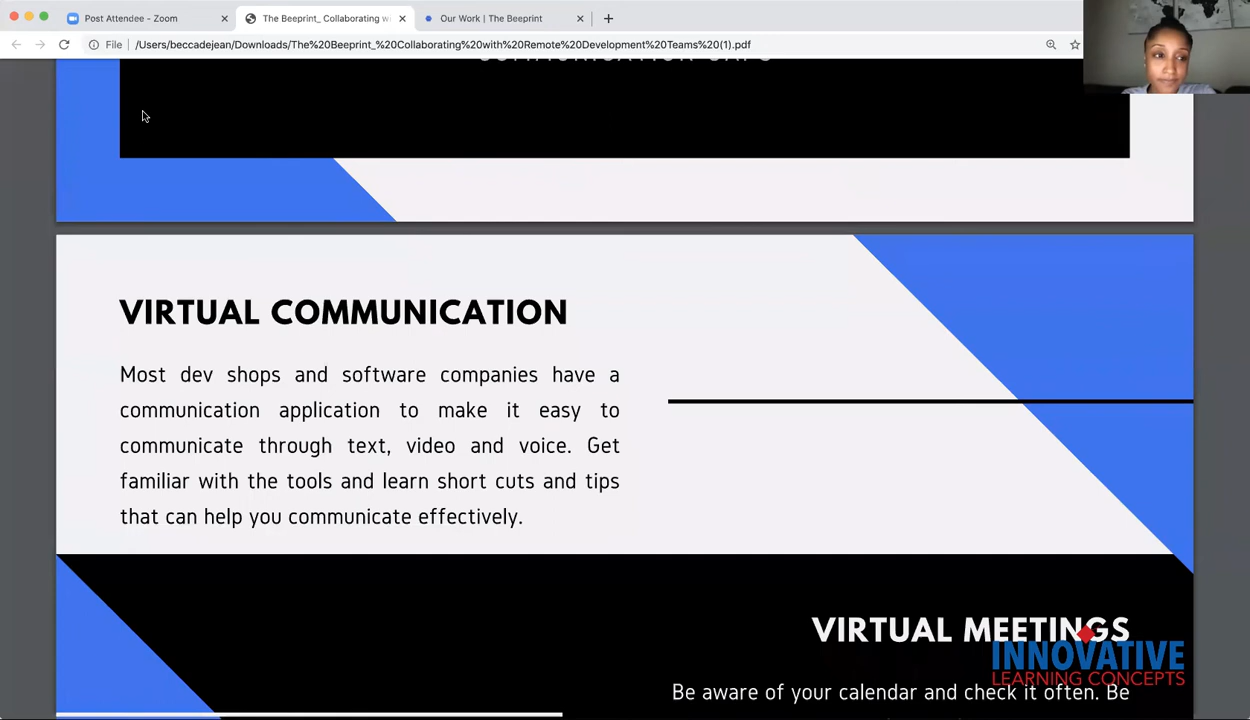 Post Attendee - Zoom
The Beeprint_ Collaborating w
Our Work | The Beeprint
File
/Users/beccadejean/Downloads/The%20Beeprint_%20Collaborating%20with%20Remote%20Development%20Teams%20(1).pdf
COMMUNICATION GAPS
VIRTUAL COMMUNICATION
Most dev shops and software companies have a
communication application to make it easy to
communicate through text, video and voice. Get
familiar with the tools and learn short cuts and tips
that can help you communicate effectively.
VIRTUAL MEETINGS
INNOVATIVE
LEARNING CONCEPTS
Be aware of your calendar and check it often. Be